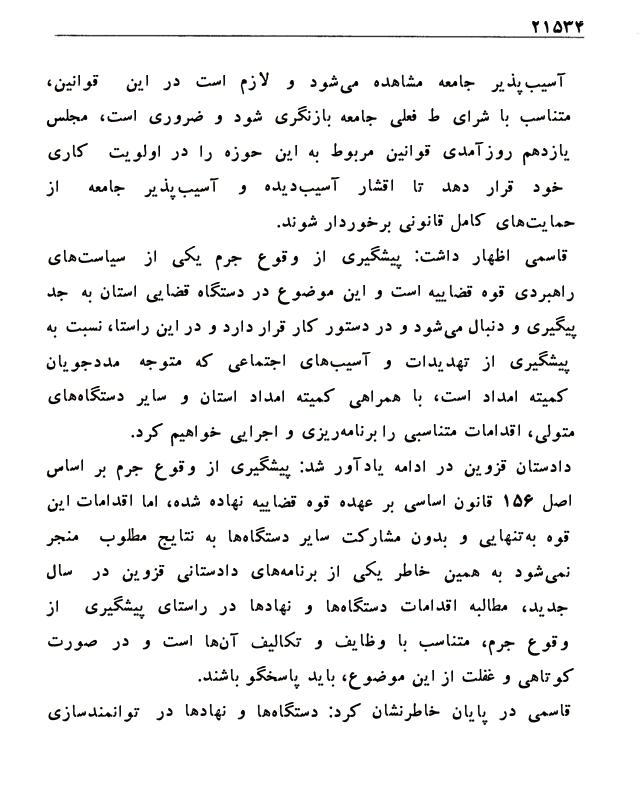 ۲۱۵۳۴
آسیب‌پذیر جامعه مشاهده می‌شود و لازم است در این قوانین،
متناسب با شرای ط فعلی جامعه بازنگری شود و ضروری است، مجلس
یازدهم روزآمدی قوانین مربوط به این حوزه را در اولویت کاری
خود قرار دهد تا اقشار آسیب‌دیده و آسیب‌پذیر جامعه از
حمایت‌های کامل قانونی برخوردار شوند.
قاسمی اظهار داشت: پیشگیری از وقوع جرم یکی از سیاست‌های
راهبردی قوه قضاییه است و این موضوع در دستگاه قضایی استان به جد
پیگیری و دنبال می‌شود و در دستور کار قرار دارد و در این راستا، نسبت به
پیشگیری از تهدیدات و آسیب‌های اجتماعی که متوجه مددجویان
کمیته امداد است، با همراهی کمیته امداد استان و سایر دستگاه‌های
متولی، اقدامات متناسبی را برنامه‌ریزی و اجرایی خواهیم کرد.
دادستان قزوین در ادامه یادآور شد: پیشگیری از وقوع جرم بر اساس
اصل ۱۵۶ قانون اساسی بر عهده قوه قضاییه نهاده شده، اما اقدامات این
قوه به‌تنهایی و بدون مشارکت سایر دستگاه‌ها به نتایج مطلوب منجر
نمی‌شود به همین خاطر یکی از برنامه‌های دادستانی قزوین در سال
جدید، مطالبه اقدامات دستگاه‌ها و نهادها در راستای پیشگیری از
وقوع جرم، متناسب با وظایف و تکالیف آن‌ها است و در صورت
کوتاهی و غفلت از این موضوع، باید پاسخگو باشند.
قاسمی در پایان خاطرنشان کرد: دستگاه‌ها و نهادها در توانمندسازی